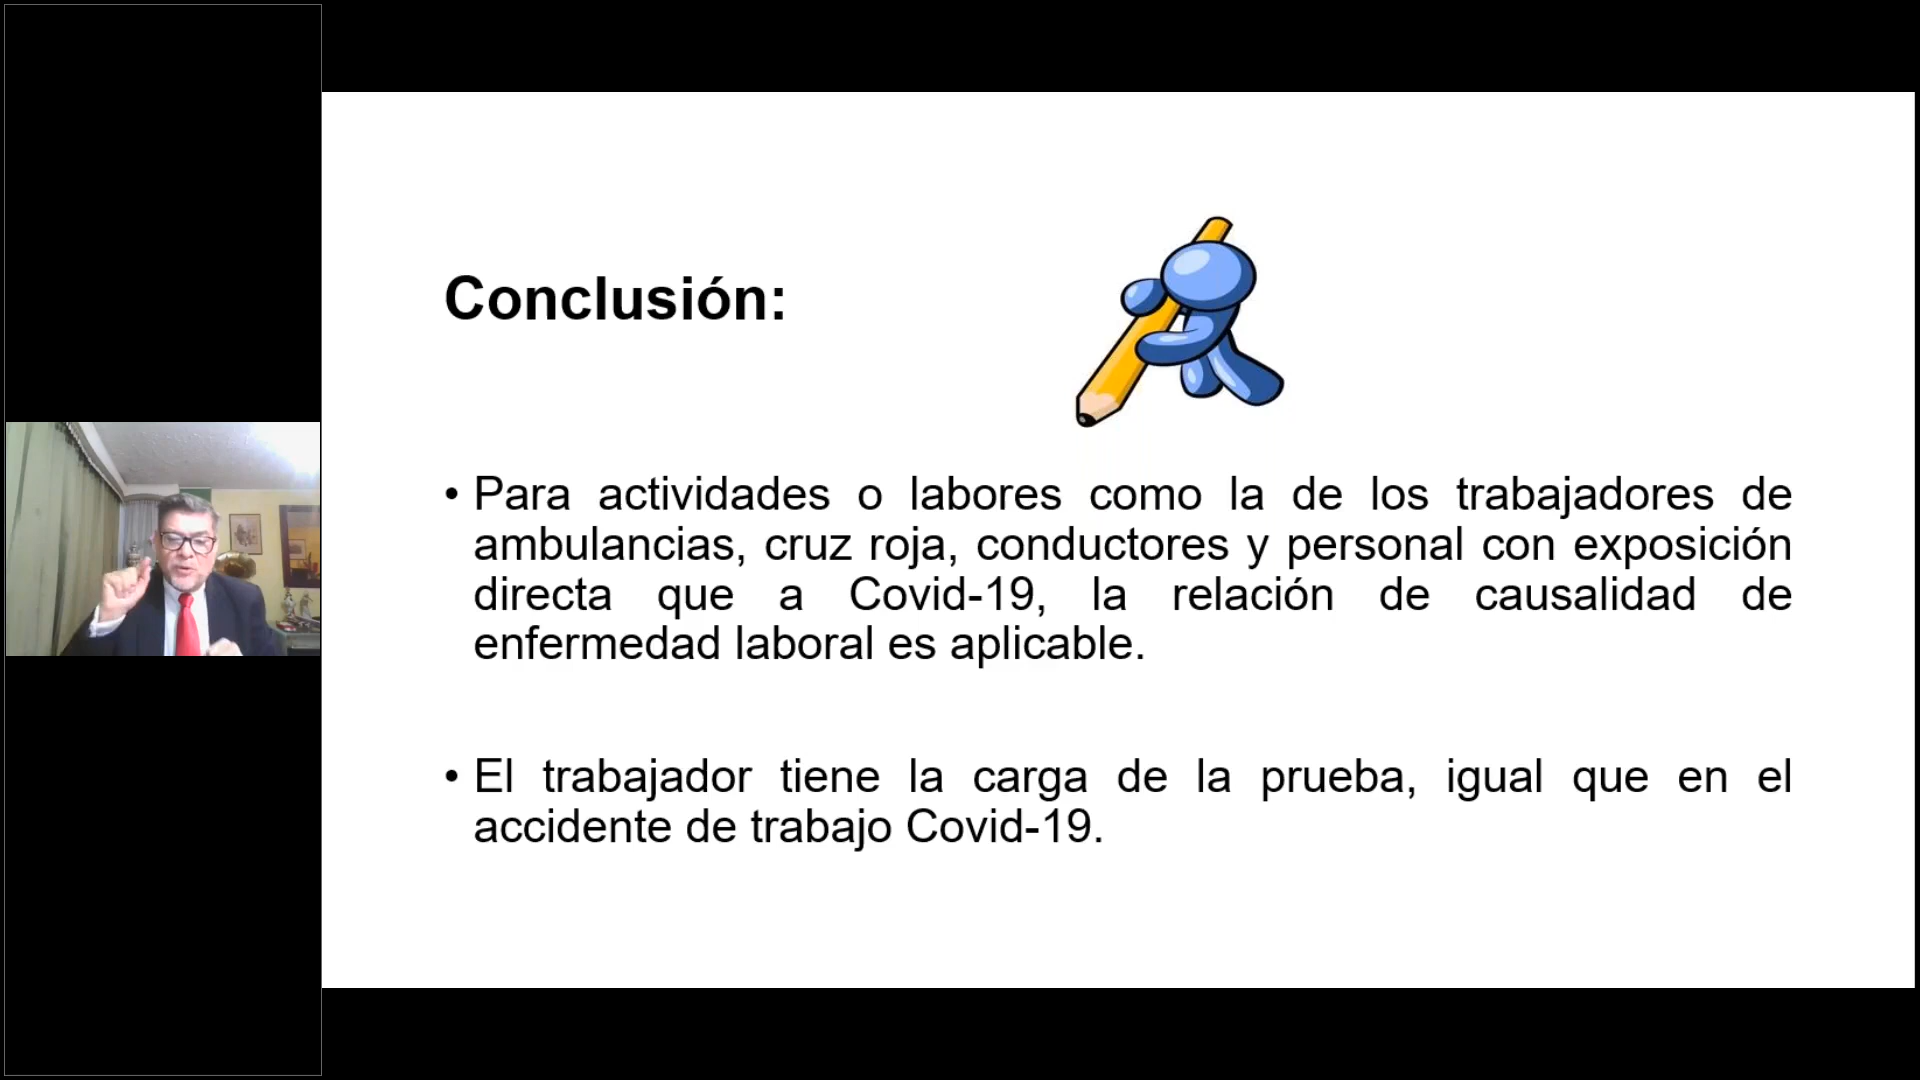 Conclusión:
• Para actividades o labores como la de los trabajadores de
ambulancias, cruz roja, conductores y personal con exposición
directa que a Covid-19, la relación de causalidad de
enfermedad laboral es aplicable.
• El trabajador tiene la carga de la prueba, igual que en el
accidente de trabajo Covid-19.